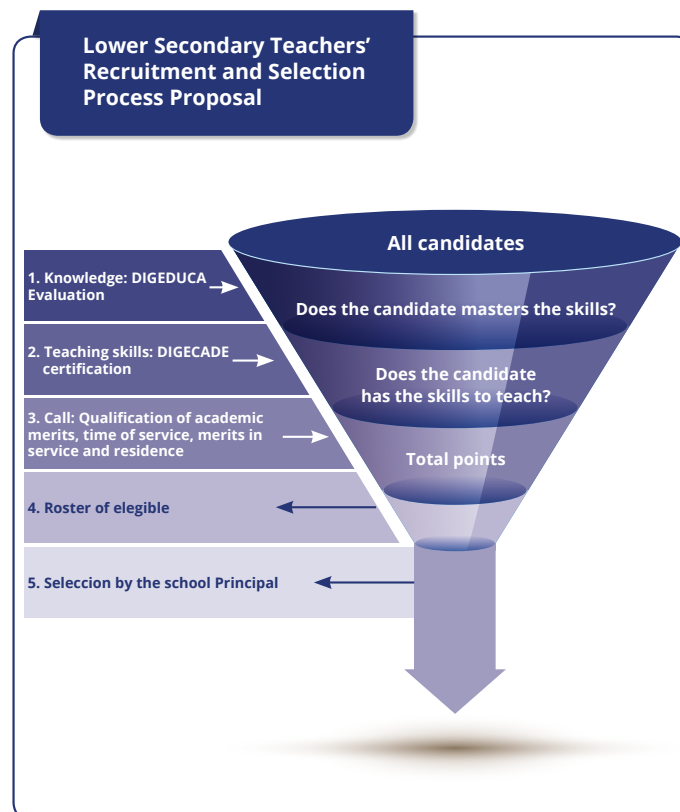 Lower Secondary Teachers’
Recruitment and Selection
Process Proposal
All candidates
1. Knowledge: DIGEDUCA
Evaluation
Does the candidate masters the skills?
2. Teaching skills: DIGECADE
certification
Does the candidate
has the skills to teach?
3. Call: Qualification of academic
merits, time of service, merits in
service and residence
Total points
4. Roster of elegible
5. Seleccion by the school Principal